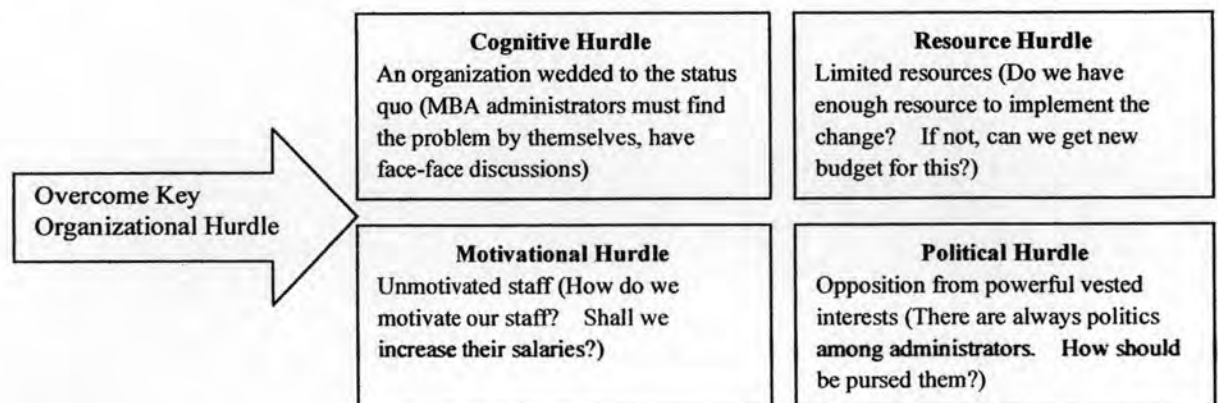 Overcome Key
Organizational Hurdle
Cognitive Hurdle
An organization wedded to the status
quo (MBA administrators must find
the problem by themselves, have
face-face discussions)
Resource Hurdle
Limited resources (Do we have
enough resource to implement the
change? If not, can we get new
budget for this?)
Motivational Hurdle
Unmotivated staff (How do we
motivate our staff? Shall we
increase their salaries?)
Political Hurdle
Opposition from powerful vested
interests (There are always politics
among administrators. How should
be pursed them?)